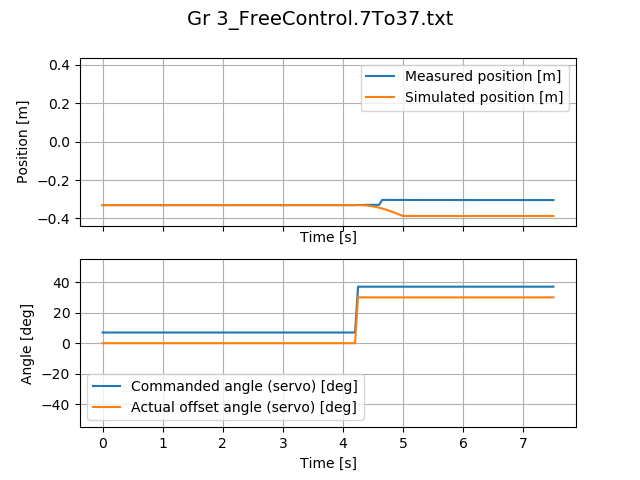 Gr 3_FreeControl.7To37.txt
Position [m]
0.4
0.2
0.0
−0.2
−0.4
Measured position [m]
Simulated position [m]
Time [s]
Angle [deg]
40
20
0
−20
−40
Commanded angle (servo) [deg]
Actual offset angle (servo) [deg]
0 1 2 3 4 5 6 7
Time [s]